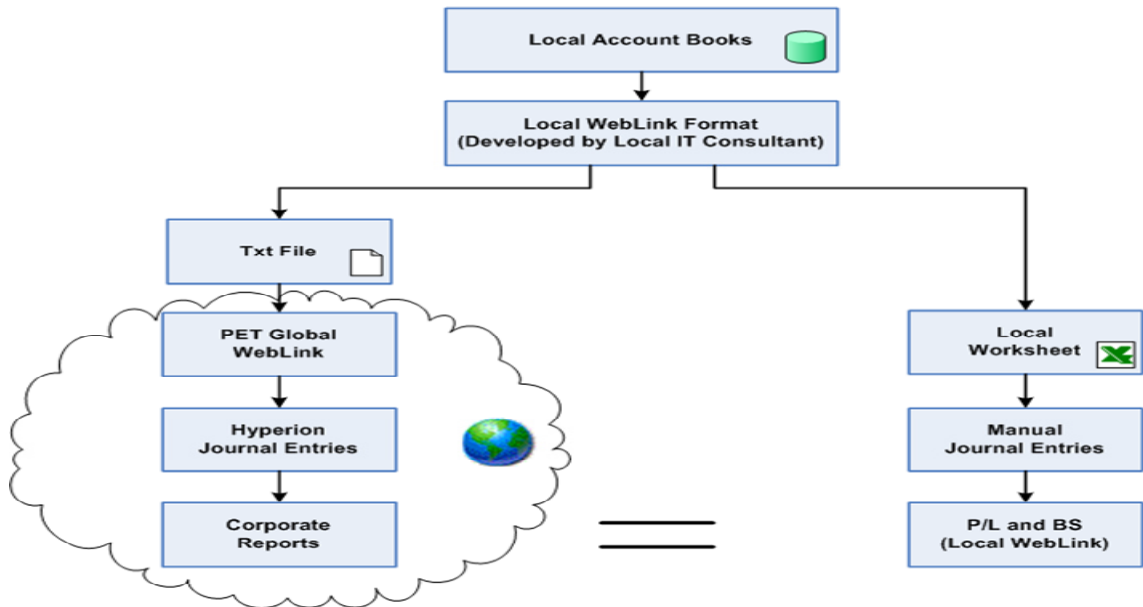 Local Account Books
Local WebLink Format
(Developed by Local IT Consultant)
Txt File
PET Global
WebLink
Hyperion
Journal Entries
Corporate
Reports
Local
Worksheet
Manual
Journal Entries
P/L and BS
(Local WebLink)